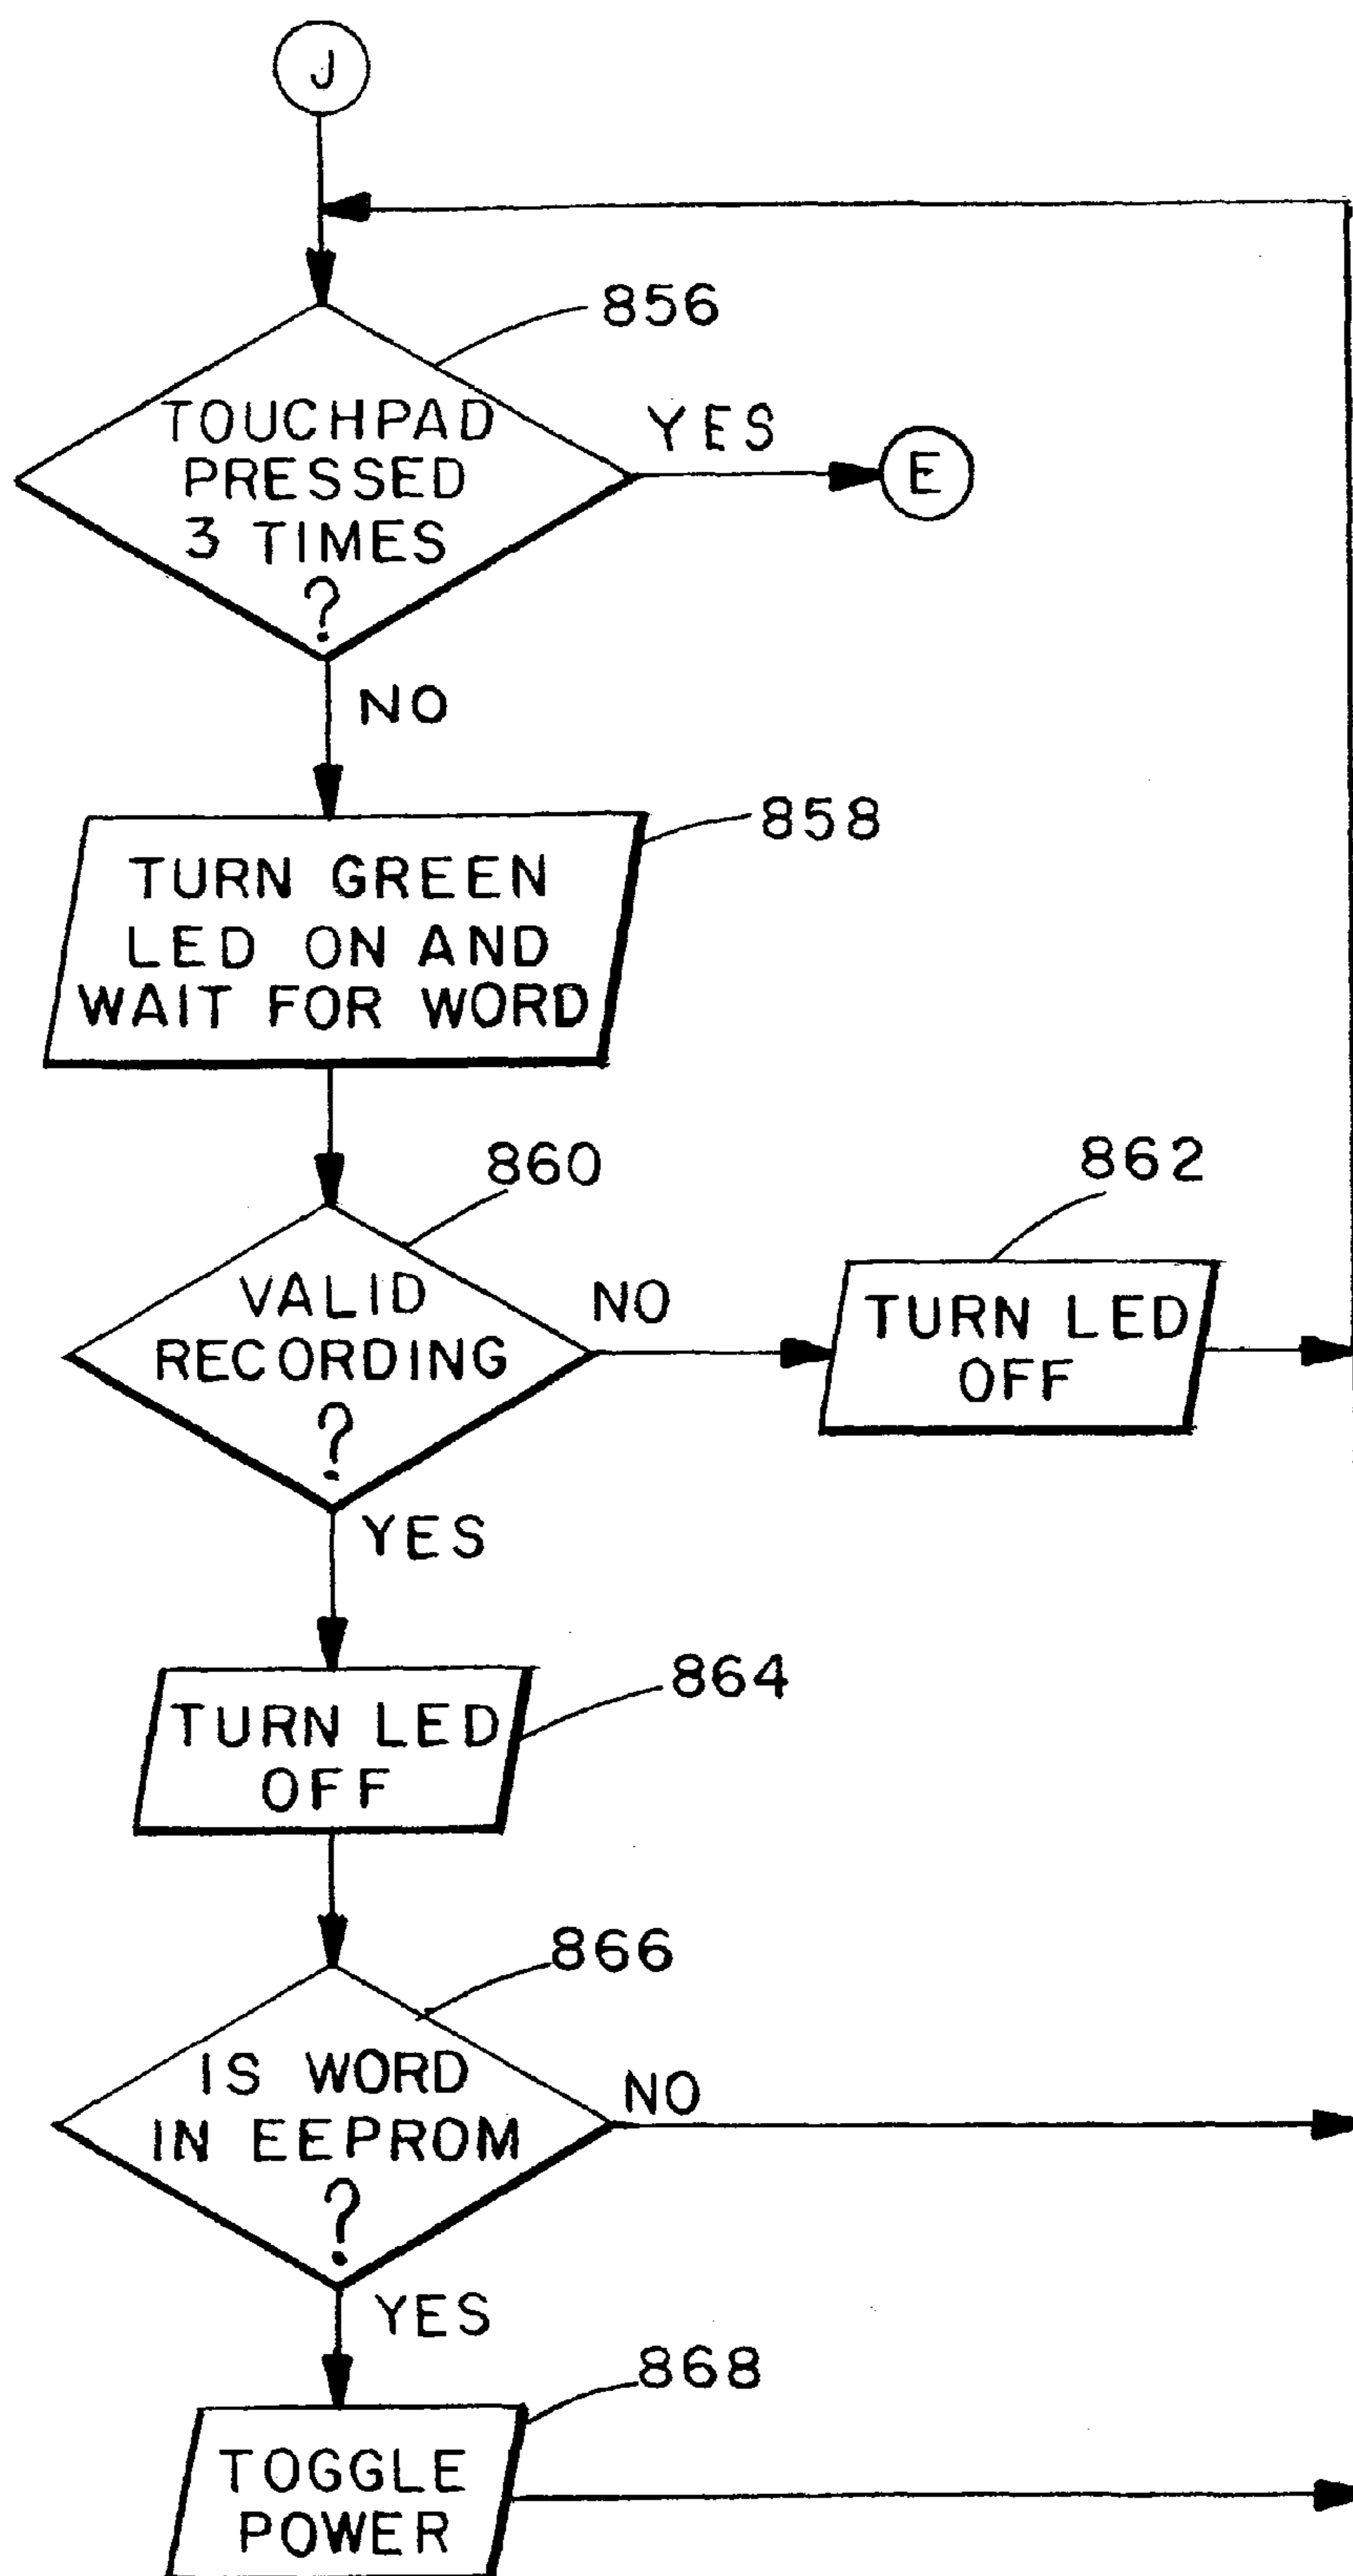 J
856
TOUCHPAD
PRESSED
3 TIMES
?
YES
E
NO
858
TURN GREEN
LED ON AND
WAIT FOR WORD
860
862
VALID
RECORDING
?
NO
TURN LED
OFF
YES
864
TURN LED
OFF
866
IS WORD
IN EEPROM
?
NO
YES
868
TOGGLE
POWER